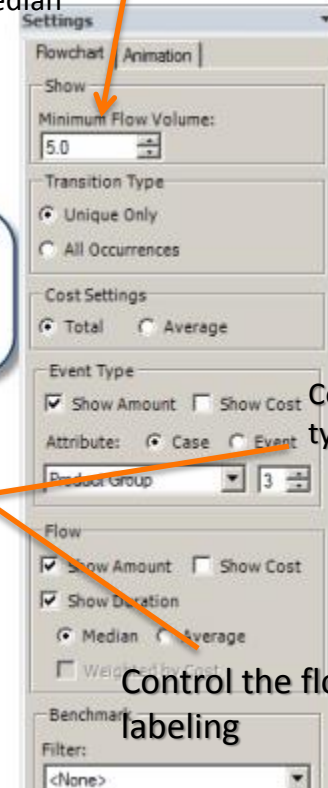 edian
Settings
Flowchart Animation
Show
Minimum Flow Volume:
5.0
Transition Type
Unique Only
All Occurrences
Cost Settings
Total Average
Event Type
Show Amount Show Cost
Attribute: Case Event
Product Group 3
Flow
Show Amount Show Cost
Show Duration
Median Average
Weighted by Cost
Control the flo
labeling
Benchmark
Filter:
<None>